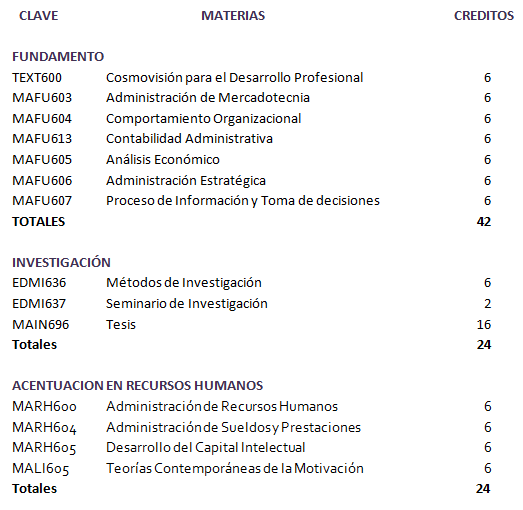 CLAVE MATERIAS CREDITOS
FUNDAMENTO
TEXT600 Cosmovisión para el Desarrollo Profesional 6
MAFU603 Administración de Mercadotecnia 6
MAFU604 Comportamiento Organizacional 6
MAFU613 Contabilidad Administrativa 6
MAFU605 Análisis Económico 6
MAFU606 Administración Estratégica 6
MAFU607 Proceso de Información y Toma de decisiones 6
TOTALES 42
INVESTIGACIÓN
EDMI636 Métodos de Investigación 6
EDMI637 Seminario de Investigación 2
MAIN696 Tesis 16
Totales 24
ACENTUACION EN RECURSOS HUMANOS
MARH600 Administración de Recursos Humanos 6
MARH604 Administración de Sueldos y Prestaciones 6
MARH605 Desarrollo del Capital Intelectual 6
MALI605 Teorías Contemporáneas de la Motivación 6
Totales 24